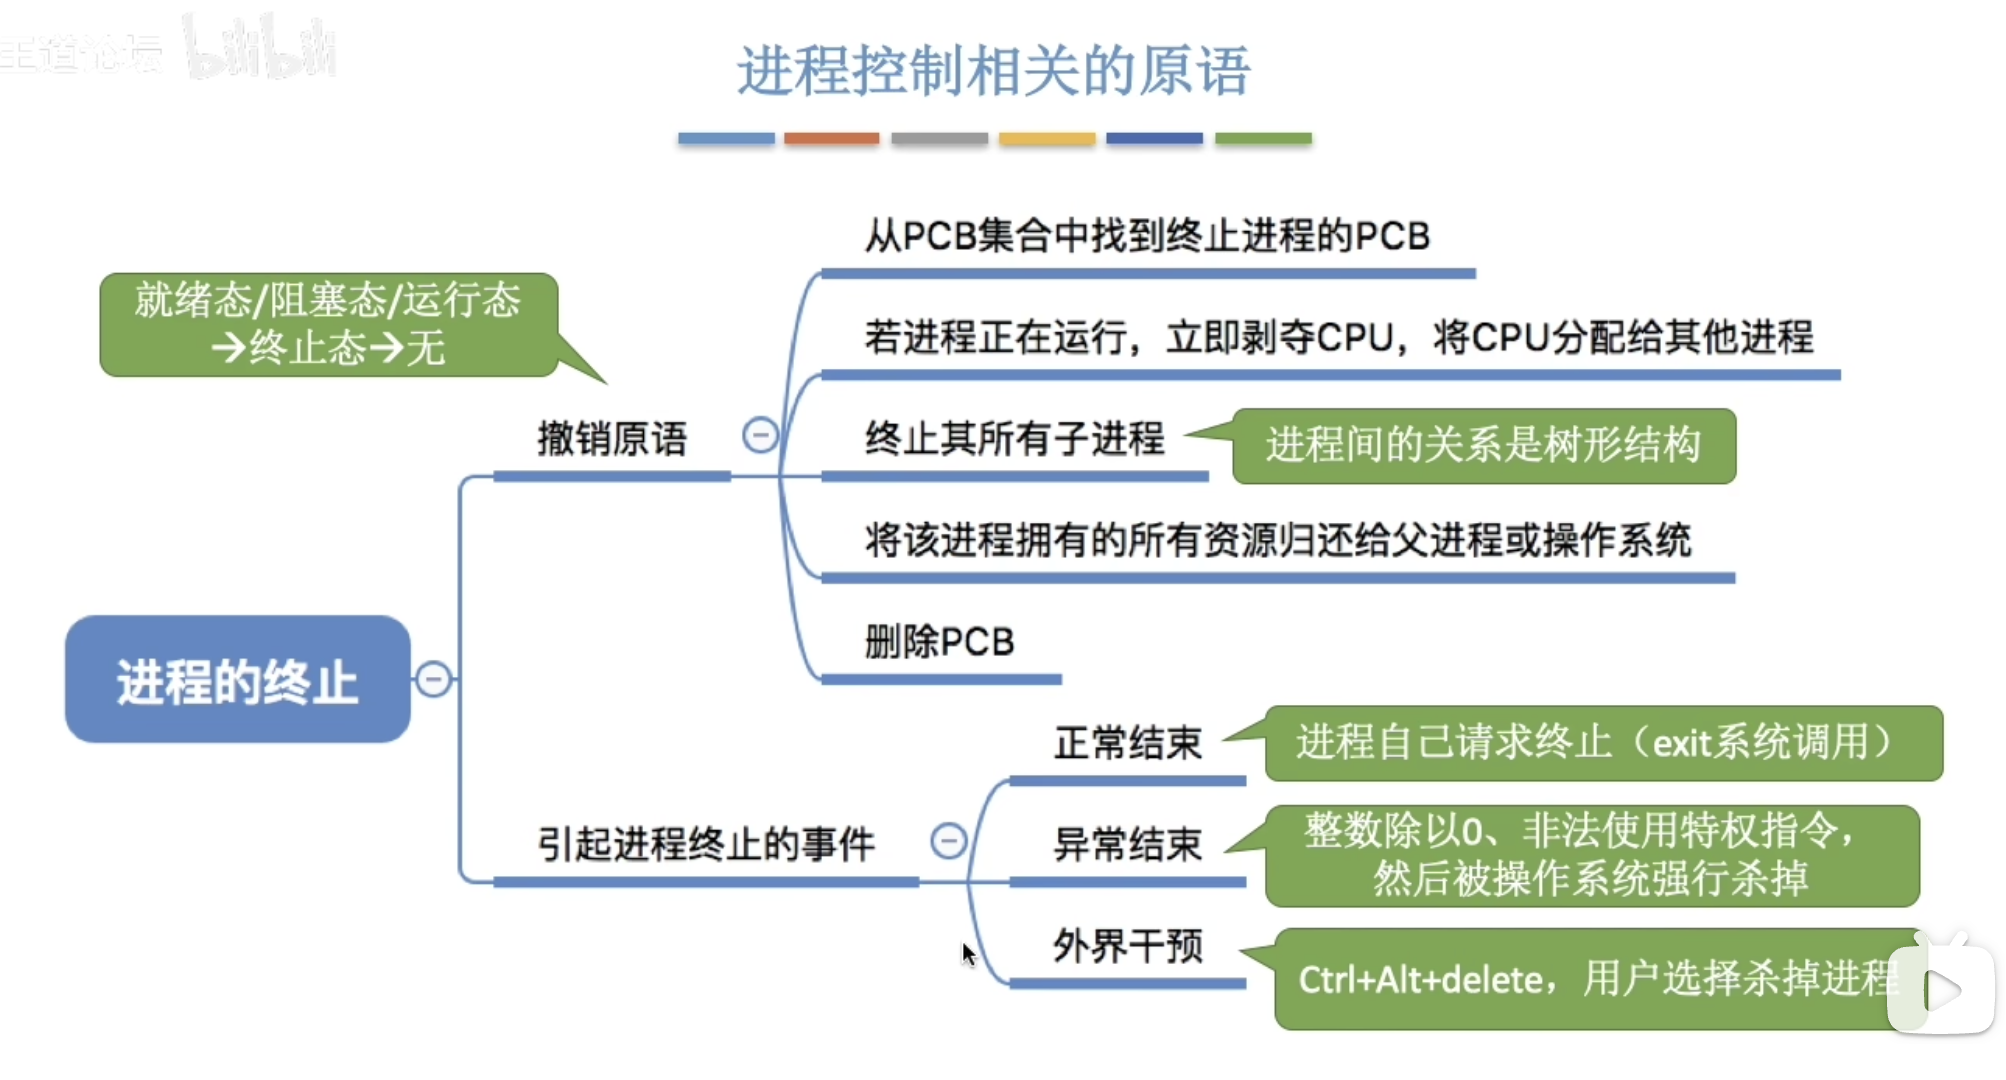 王道论坛 bilibili
进程控制相关的原语
从PCB集合中找到终止进程的PCB
就绪态/阻塞态/运行态
→终止态→无
若进程正在运行，立即剥夺CPU，将CPU分配给其他进程
撤销原语
终止其所有子进程
进程间的关系是树形结构
将该进程拥有的所有资源归还给父进程或操作系统
删除PCB
进程的终止
正常结束
进程自己请求终止（exit系统调用）
引起进程终止的事件
异常结束
整数除以0、非法使用特权指令，
然后被操作系统强行杀掉
外界干预
Ctrl+Alt+delete，用户选择杀掉进程